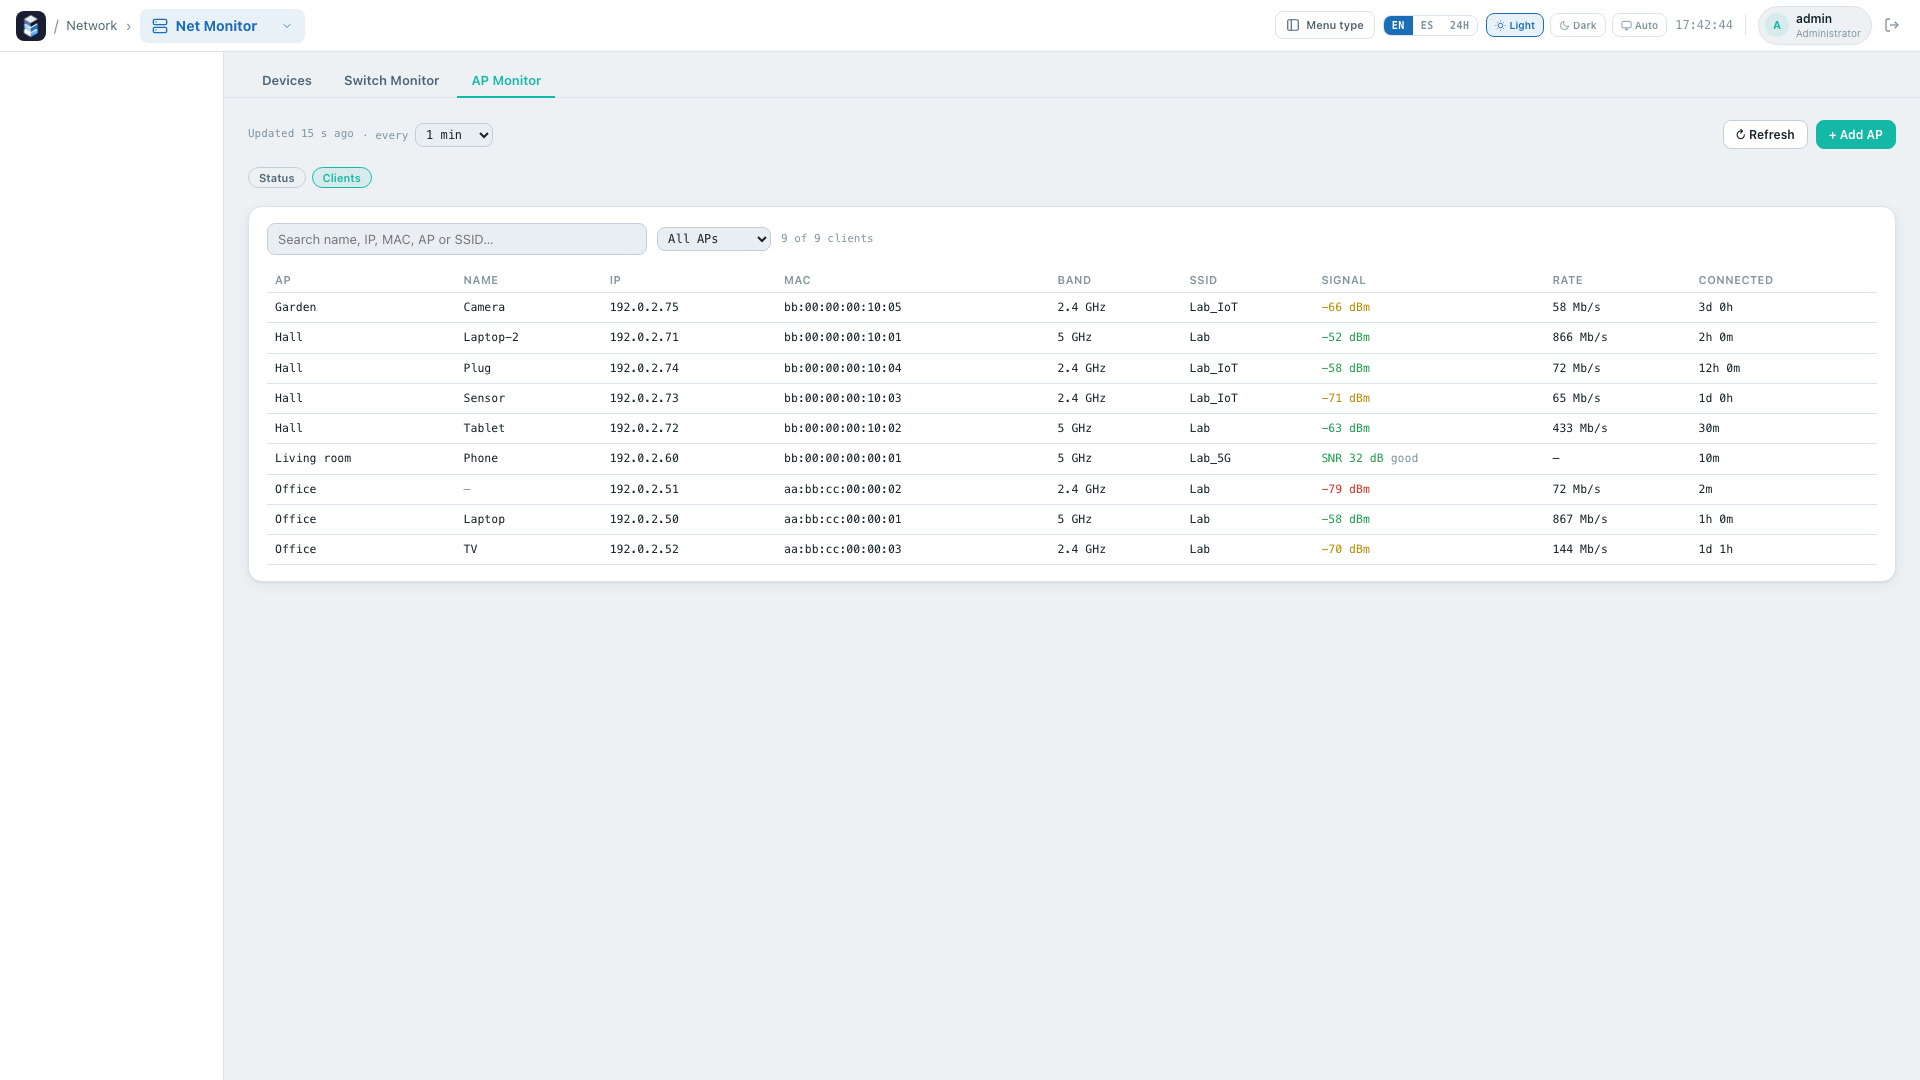 / Network › Net Monitor
Menu type EN ES 24H Light Dark Auto 17:42:44 A admin
Administrator
Devices Switch Monitor AP Monitor
Updated 15 s ago · every 1 min ↻ Refresh + Add AP
Status Clients
Search name, IP, MAC, AP or SSID... All APs 9 of 9 clients
AP NAME IP MAC BAND SSID SIGNAL RATE CONNECTED
Garden Camera 192.0.2.75 bb:00:00:00:10:05 2.4 GHz Lab_IoT −66 dBm 58 Mb/s 3d 0h
Hall Laptop-2 192.0.2.71 bb:00:00:00:10:01 5 GHz Lab −52 dBm 866 Mb/s 2h 0m
Hall Plug 192.0.2.74 bb:00:00:00:10:04 2.4 GHz Lab_IoT −58 dBm 72 Mb/s 12h 0m
Hall Sensor 192.0.2.73 bb:00:00:00:10:03 2.4 GHz Lab_IoT −71 dBm 65 Mb/s 1d 0h
Hall Tablet 192.0.2.72 bb:00:00:00:10:02 5 GHz Lab −63 dBm 433 Mb/s 30m
Living room Phone 192.0.2.60 bb:00:00:00:00:01 5 GHz Lab_5G SNR 32 dB good — 10m
Office — 192.0.2.51 aa:bb:cc:00:00:02 2.4 GHz Lab −79 dBm 72 Mb/s 2m
Office Laptop 192.0.2.50 aa:bb:cc:00:00:01 5 GHz Lab −58 dBm 867 Mb/s 1h 0m
Office TV 192.0.2.52 aa:bb:cc:00:00:03 2.4 GHz Lab −70 dBm 144 Mb/s 1d 1h